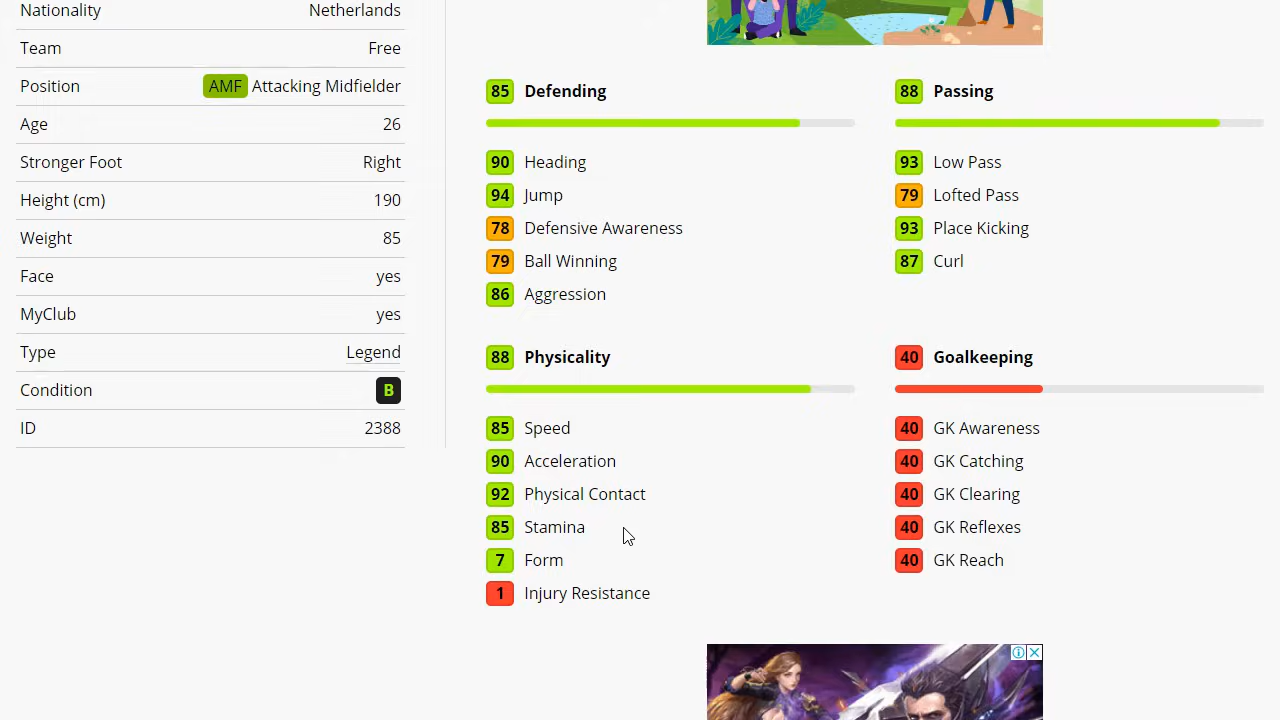 Nationality Netherlands
Team Free
Position AMF Attacking Midfielder
Age 26
Stronger Foot Right
Height (cm) 190
Weight 85
Face yes
MyClub yes
Type Legend
Condition B
ID 2388
85 Defending
90 Heading
94 Jump
78 Defensive Awareness
79 Ball Winning
86 Aggression
88 Passing
93 Low Pass
79 Lofted Pass
93 Place Kicking
87 Curl
88 Physicality
85 Speed
90 Acceleration
92 Physical Contact
85 Stamina
7 Form
1 Injury Resistance
40 Goalkeeping
40 GK Awareness
40 GK Catching
40 GK Clearing
40 GK Reflexes
40 GK Reach